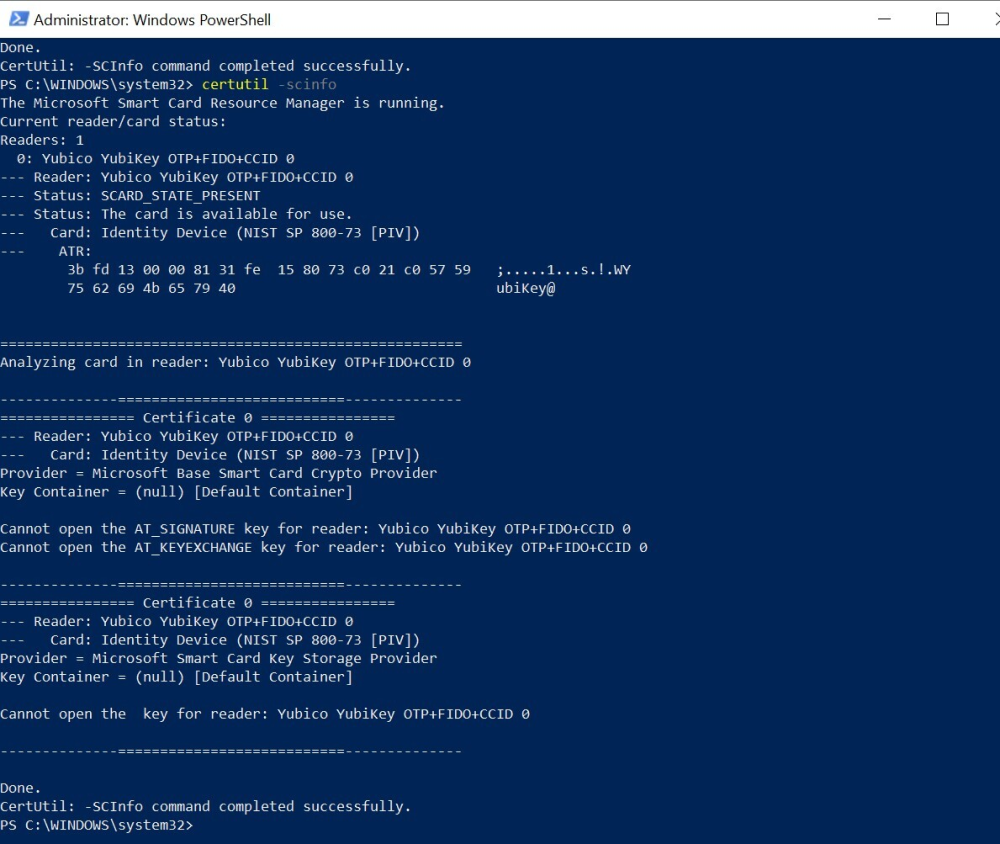 Administrator: Windows PowerShell
Done.
CertUtil: -SCInfo command completed successfully.
PS C:\WINDOWS\system32> certutil -scinfo
The Microsoft Smart Card Resource Manager is running.
Current reader/card status:
Readers: 1
  0: Yubico YubiKey OTP+FIDO+CCID 0
--- Reader: Yubico YubiKey OTP+FIDO+CCID 0
--- Status: SCARD_STATE_PRESENT
--- Status: The card is available for use.
---   Card: Identity Device (NIST SP 800-73 [PIV])
---    ATR:
        3b fd 13 00 00 81 31 fe  15 80 73 c0 21 c0 57 59   ;.....1...s.!.WY
        75 62 69 4b 65 79 40                               ubiKey@
=======================================================
Analyzing card in reader: Yubico YubiKey OTP+FIDO+CCID 0
--------------===========================--------------
================ Certificate 0 ================
--- Reader: Yubico YubiKey OTP+FIDO+CCID 0
---   Card: Identity Device (NIST SP 800-73 [PIV])
Provider = Microsoft Base Smart Card Crypto Provider
Key Container = (null) [Default Container]
Cannot open the AT_SIGNATURE key for reader: Yubico YubiKey OTP+FIDO+CCID 0
Cannot open the AT_KEYEXCHANGE key for reader: Yubico YubiKey OTP+FIDO+CCID 0
--------------===========================--------------
================ Certificate 0 ================
--- Reader: Yubico YubiKey OTP+FIDO+CCID 0
---   Card: Identity Device (NIST SP 800-73 [PIV])
Provider = Microsoft Smart Card Key Storage Provider
Key Container = (null) [Default Container]
Cannot open the  key for reader: Yubico YubiKey OTP+FIDO+CCID 0
--------------===========================--------------
Done.
CertUtil: -SCInfo command completed successfully.
PS C:\WINDOWS\system32>